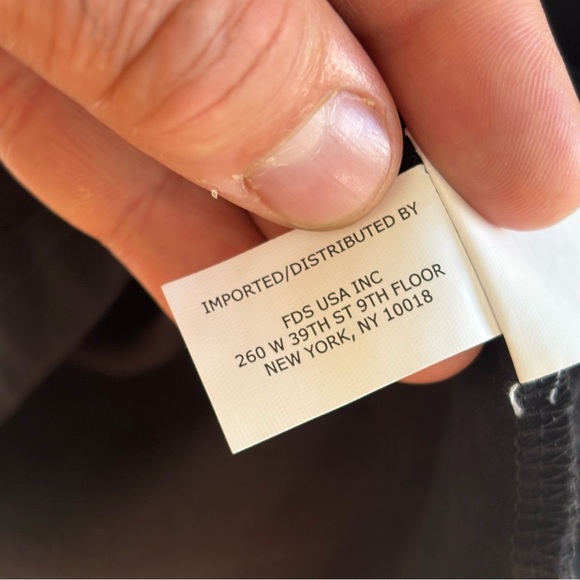 IMPORTED/DISTRIBUTED BY
FDS USA INC
260 W 39TH ST 9TH FLOOR
NEW YORK, NY 10018